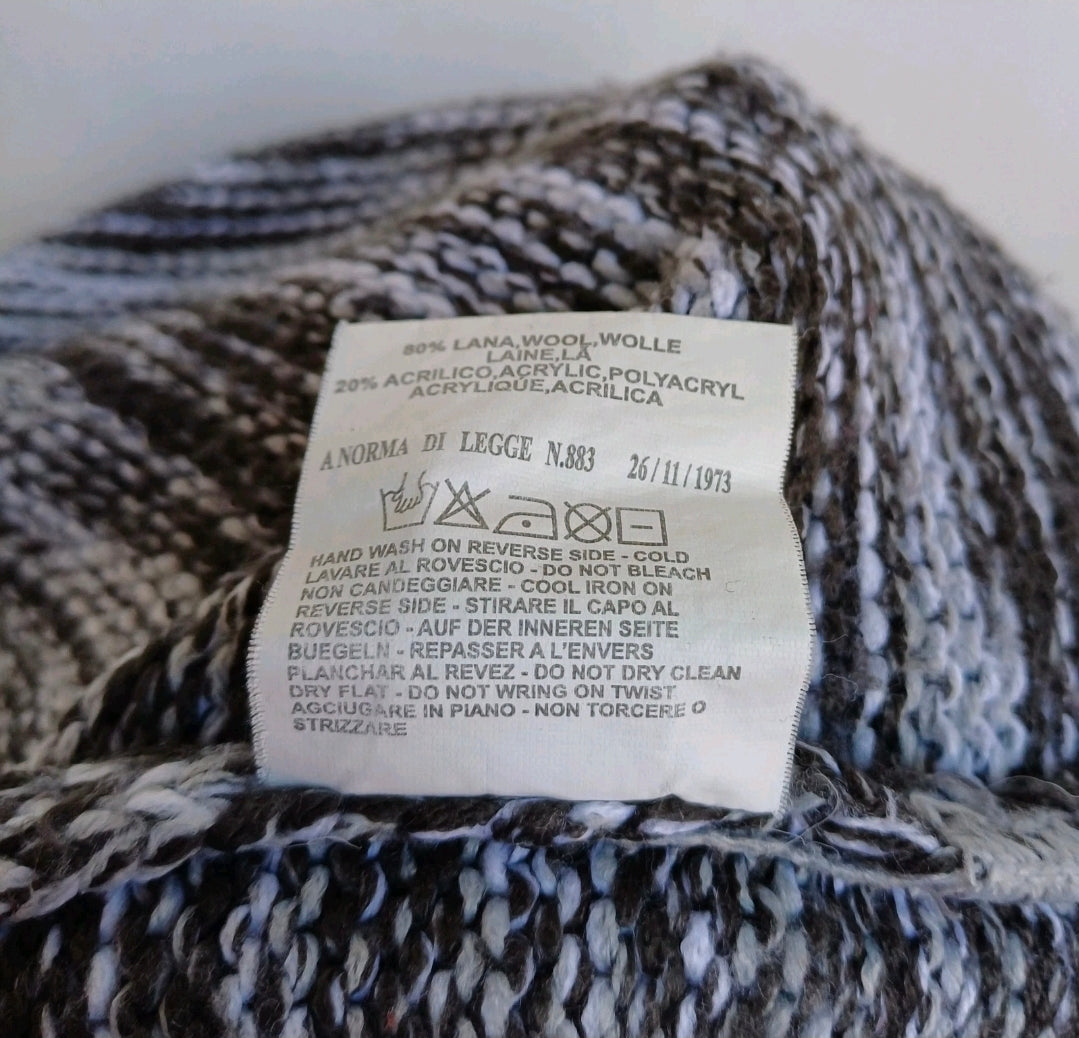 80% LANA,WOOL,WOLLE
LAINE,LÃ
20% ACRILICO,ACRYLIC,POLYACRYL
ACRYLIQUE,ACRÍLICA
A NORMA DI LEGGE N.883 26/11/1973
HAND WASH ON REVERSE SIDE - COLD
LAVARE AL ROVESCIO - DO NOT BLEACH
NON CANDEGGIARE - COOL IRON ON
REVERSE SIDE - STIRARE IL CAPO AL
ROVESCIO - AUF DER INNEREN SEITE
BUEGELN - REPASSER A L'ENVERS
PLANCHAR AL REVEZ - DO NOT DRY CLEAN
DRY FLAT - DO NOT WRING ON TWIST
AGCIUGARE IN PIANO - NON TORCERE O
STRIZZARE